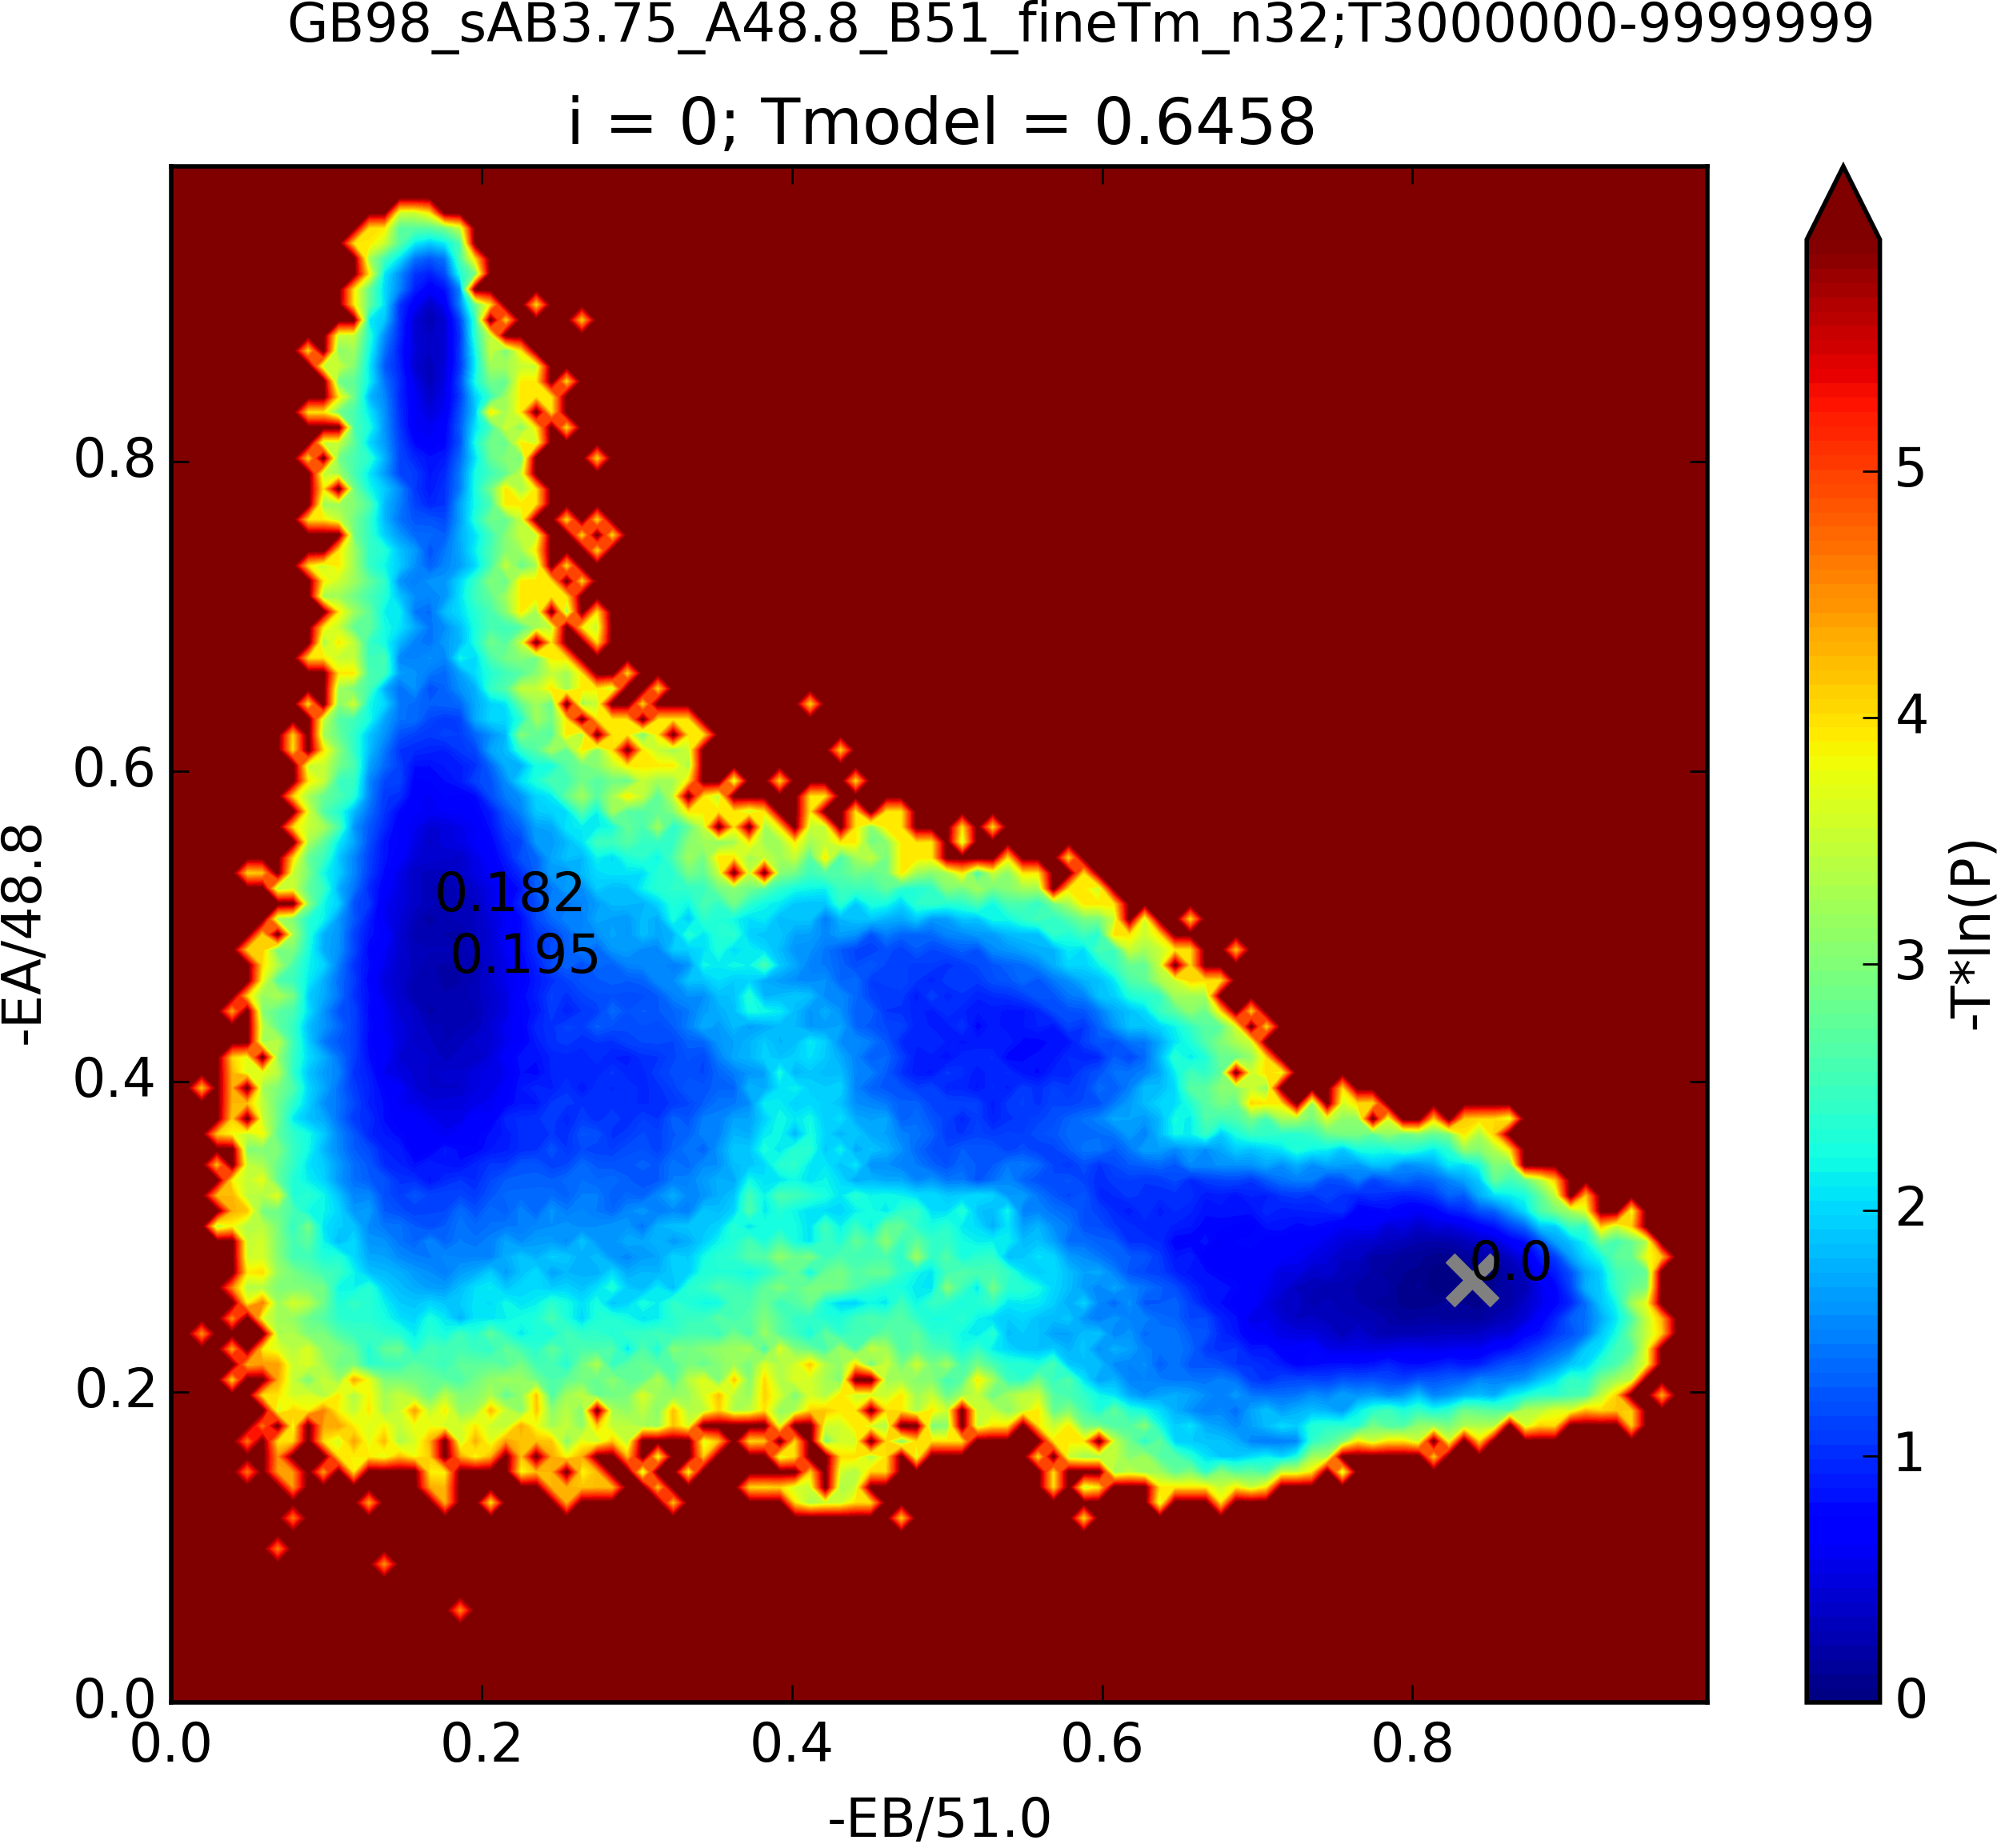 GB98_sAB3.75_A48.8_B51_fineTm_n32;T3000000-9999999
i = 0; Tmodel = 0.6458
0.8
0.6
0.4
0.2
0.0
-EA/48.8
0.182
0.195
0.0
0.0 0.2 0.4 0.6 0.8
-EB/51.0
5
4
3
2
1
0
-T*ln(P)